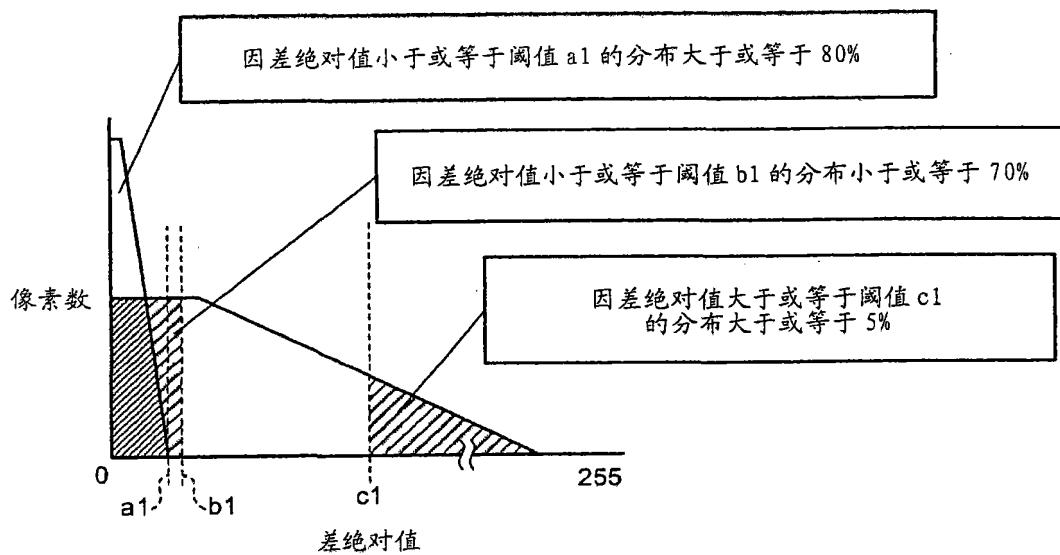 因差绝对值小于或等于阈值 a1 的分布大于或等于 80%
因差绝对值小于或等于阈值 b1 的分布小于或等于 70%
因差绝对值大于或等于阈值 c1
的分布大于或等于 5%
像素数
0
a1
b1
c1
255
差绝对值